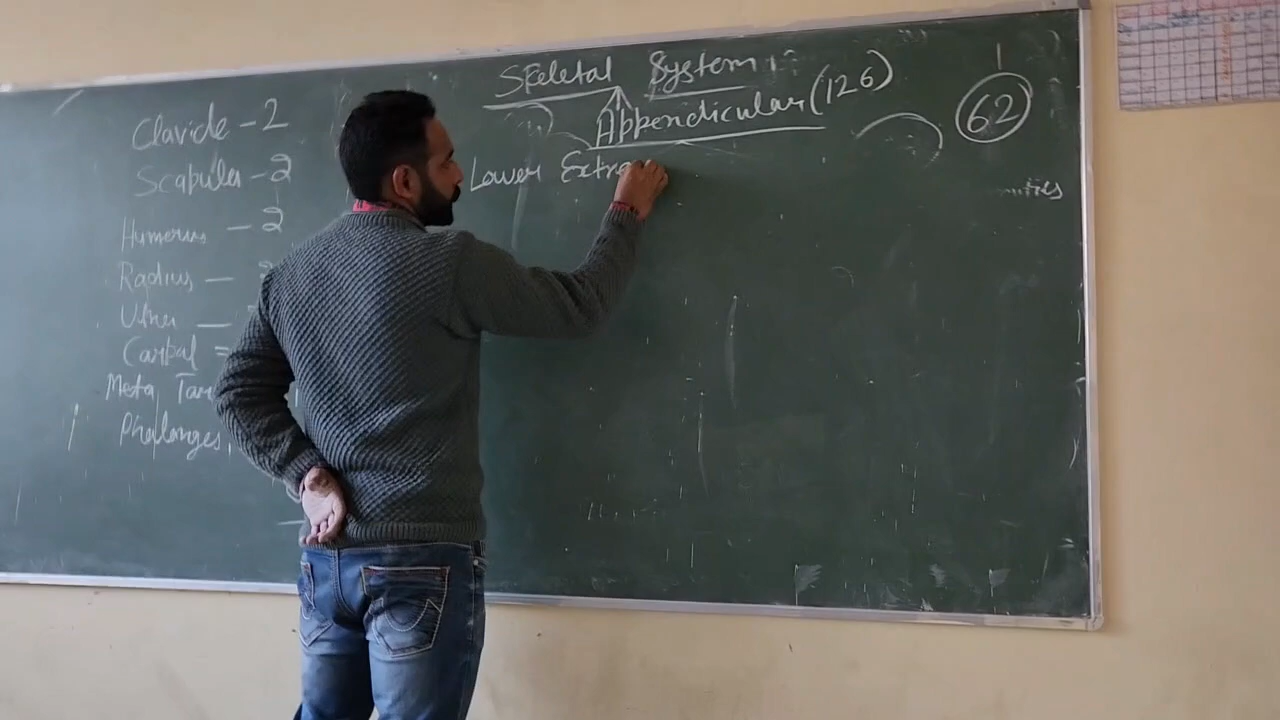 Skeletal System :-
Appendicular (126)
62
Lower Extre
Clavicle - 2
Scapula - 2
Humerus - 2
Radius -
Ulna -
Carpal =
Meta Tar
Phalanges